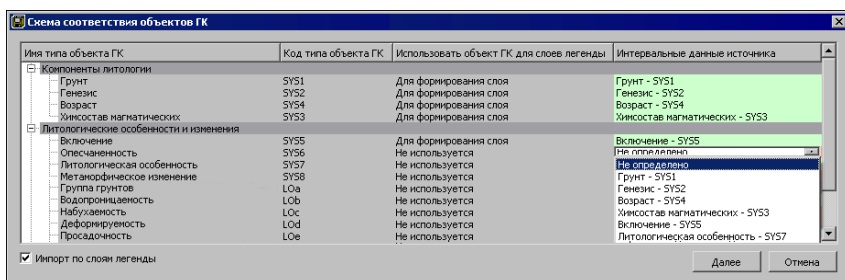 Схема соответствия объектов ГК
Имя типа объекта ГК Код типа объекта ГК Использовать объект ГК для слоев легенды Интервальные данные источника
Компоненты литологии
Грунт SYS1 Для формирования слоя Грунт - SYS1
Генезис SYS2 Для формирования слоя Генезис - SYS2
Возраст SYS4 Для формирования слоя Возраст - SYS4
Химсостав магматических SYS3 Для формирования слоя Химсостав магматических - SYS3
Литологические особенности и изменения
Включение SYS5 Для формирования слоя Включение - SYS5
Опесчаненность SYS6 Не используется Не определено
Литологическая особенность SYS7 Не используется Не определено
Метаморфическое изменение SYS8 Не используется Грунт - SYS1
Группа грунтов LOa Не используется Генезис - SYS2
Водопроницаемость LOb Не используется Возраст - SYS4
Набухаемость LOc Не используется Химсостав магматических - SYS3
Деформируемость LOd Не используется Включение - SYS5
Просадочность LOe Не используется Литологическая особенность - SYS7
Импорт по слоям легенды
Далее Отмена